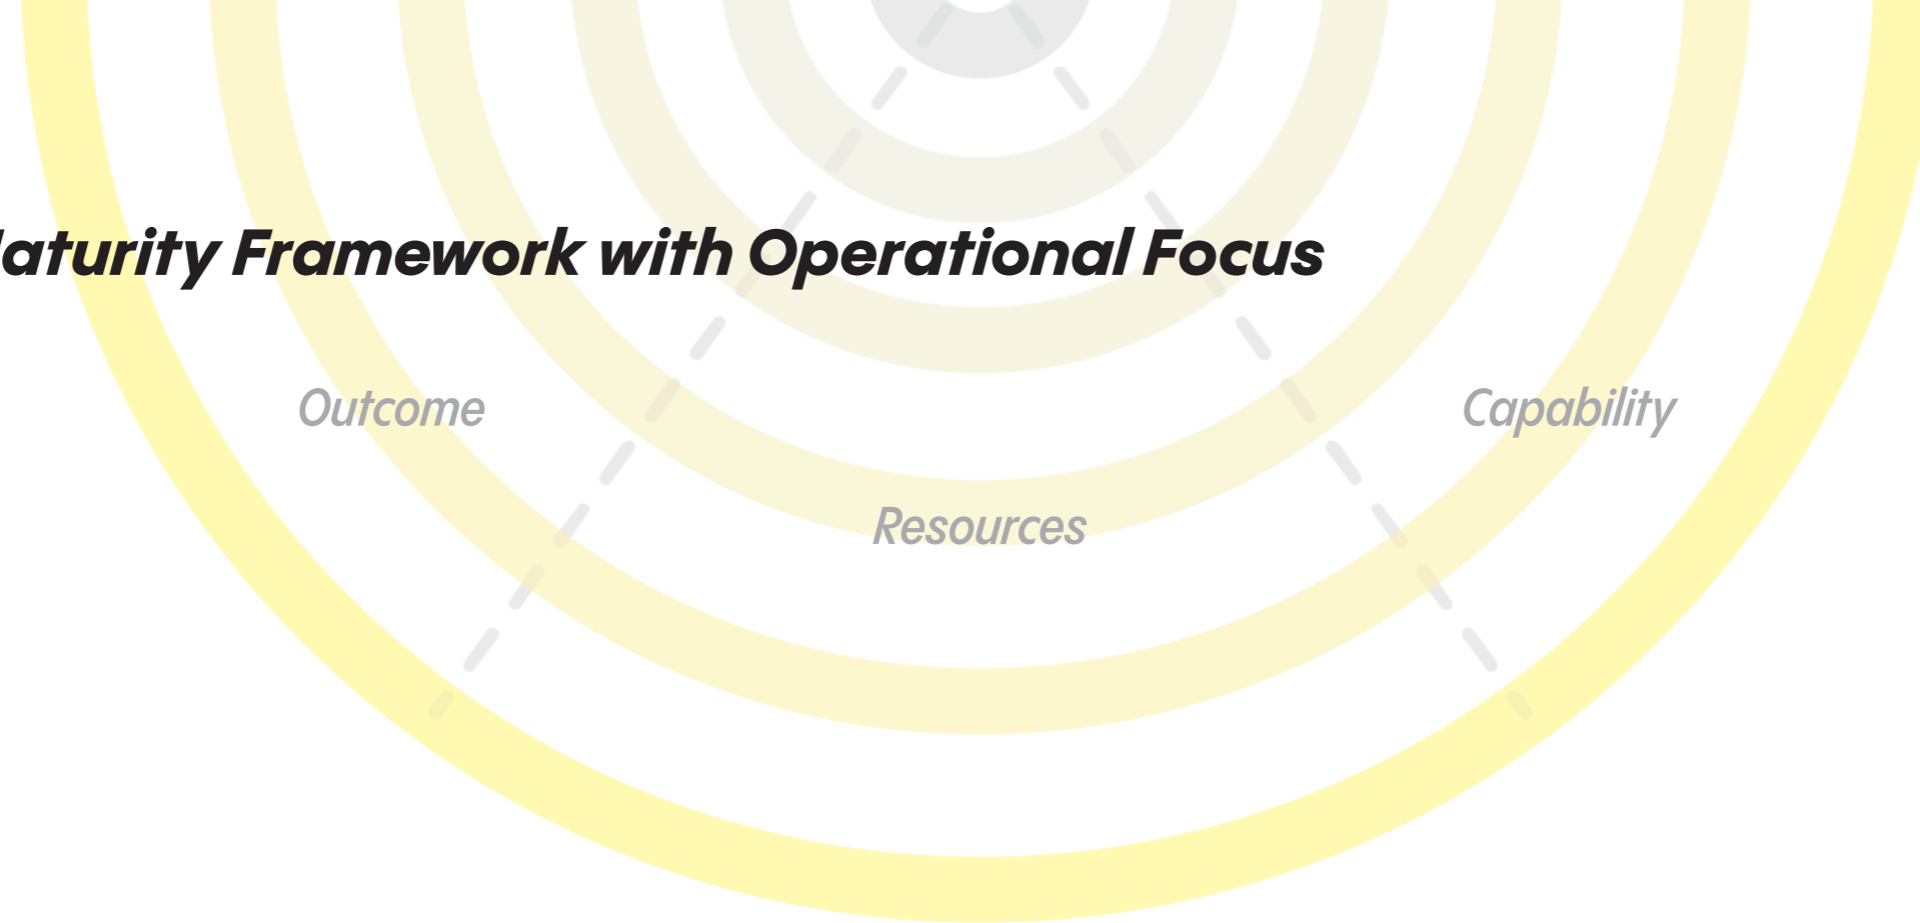 aturity Framework with Operational Focus
Outcome
Capability
Resources